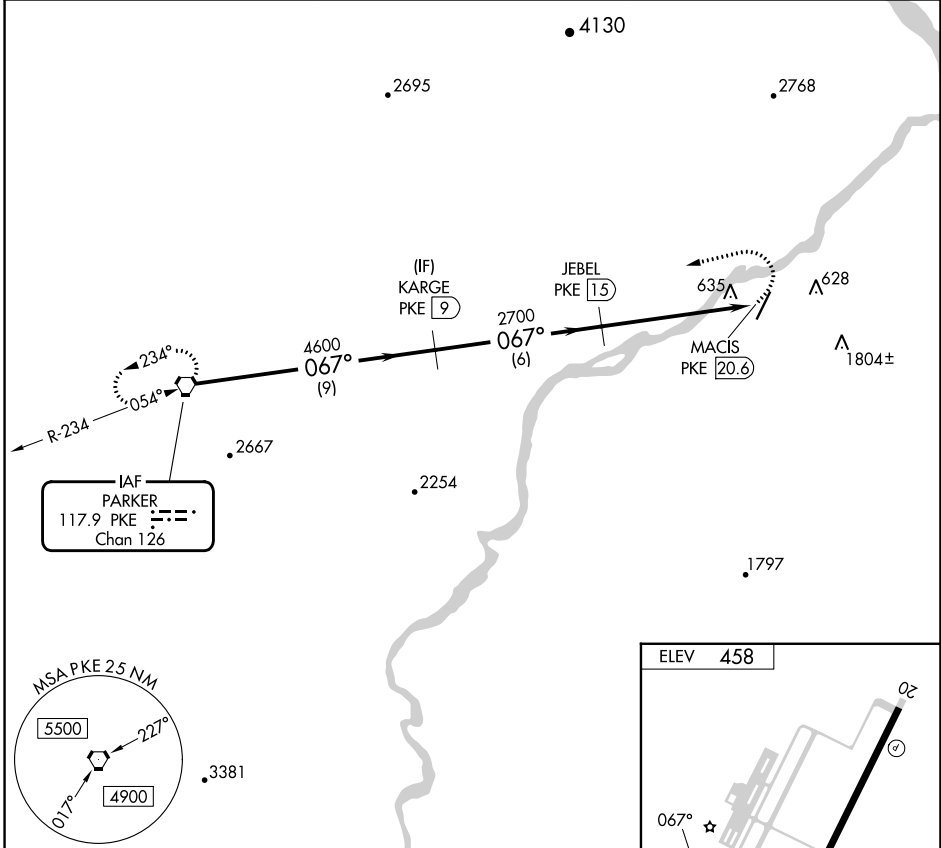 4130
2695
2768
(IF)
KARGE
PKE 9
JEBEL
PKE 15
635
628
4600
067°
(9)
2700
067°
(6)
MACIS
PKE 20.6
1804±
234°
054°
R-234
2667
2254
IAF
PARKER
117.9 PKE
Chan 126
1797
MSA PKE 25 NM
5500
227°
4900
017°
3381
ELEV 458
20
P
067°